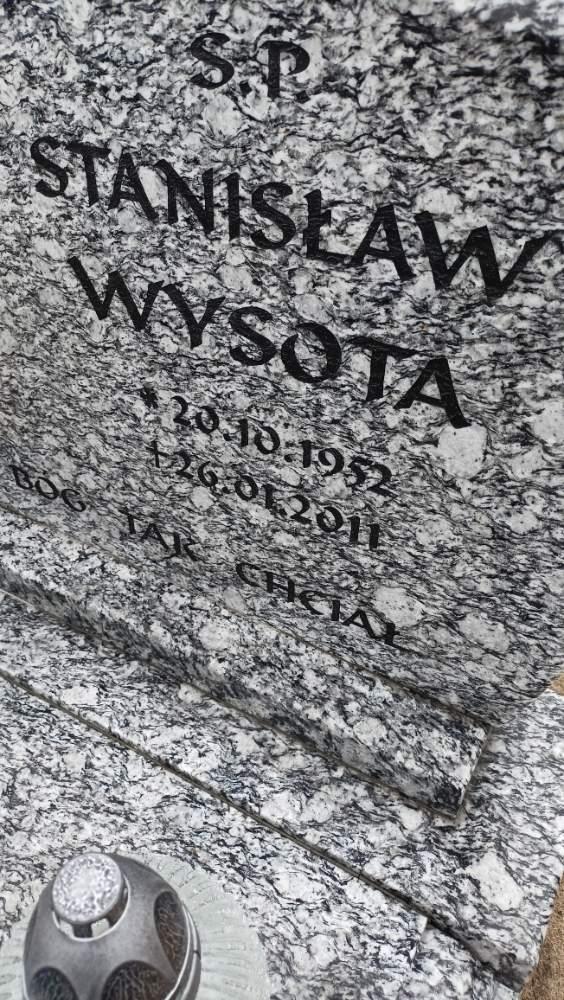 Ś.P.
STANISŁAW
WYSOTA
* 20.10.1952
† 26.01.2011
BÓG TAK CHCIAŁ